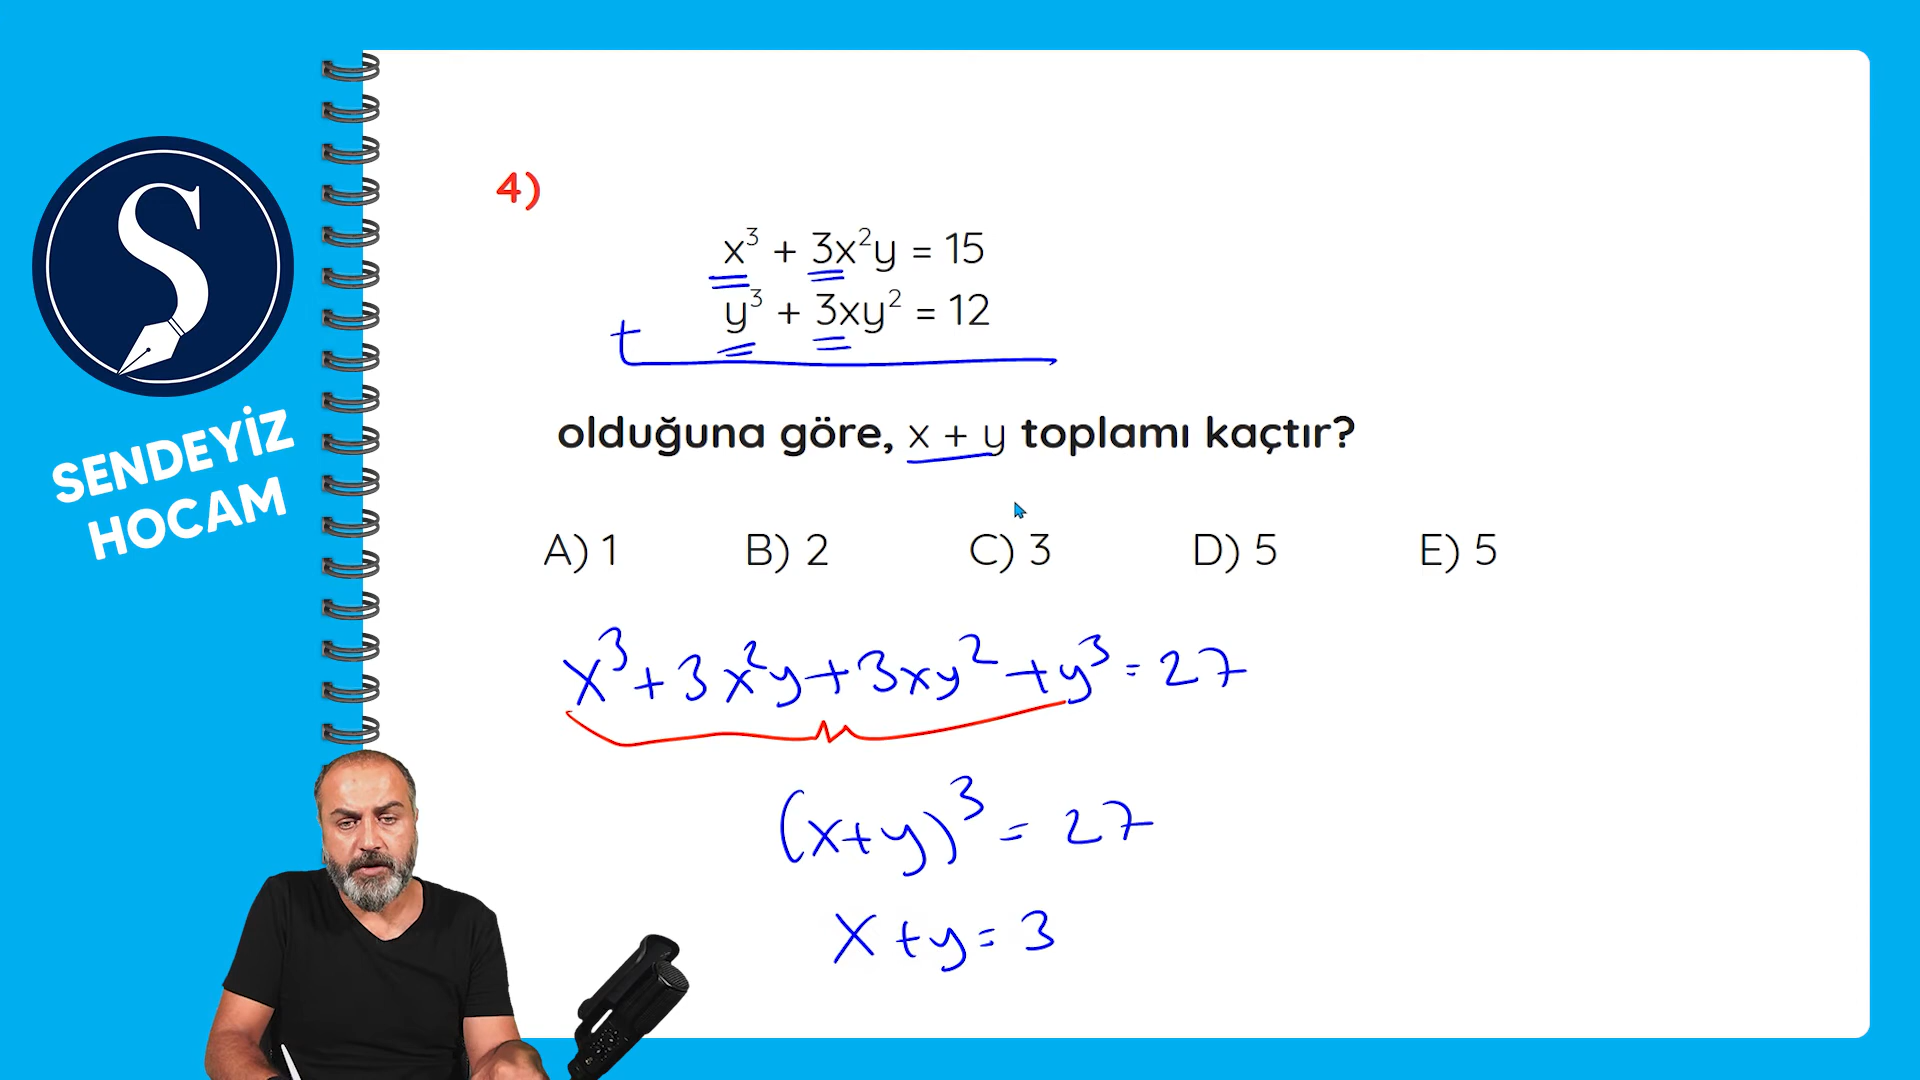 S
SENDEYİZ
HOCAM
4)
x³ + 3x²y = 15
y³ + 3xy² = 12
+
olduğuna göre, x + y toplamı kaçtır?
A) 1 B) 2 C) 3 D) 5 E) 5
x³+3x²y+3xy²+y³=27
(x+y)³=27
x+y=3